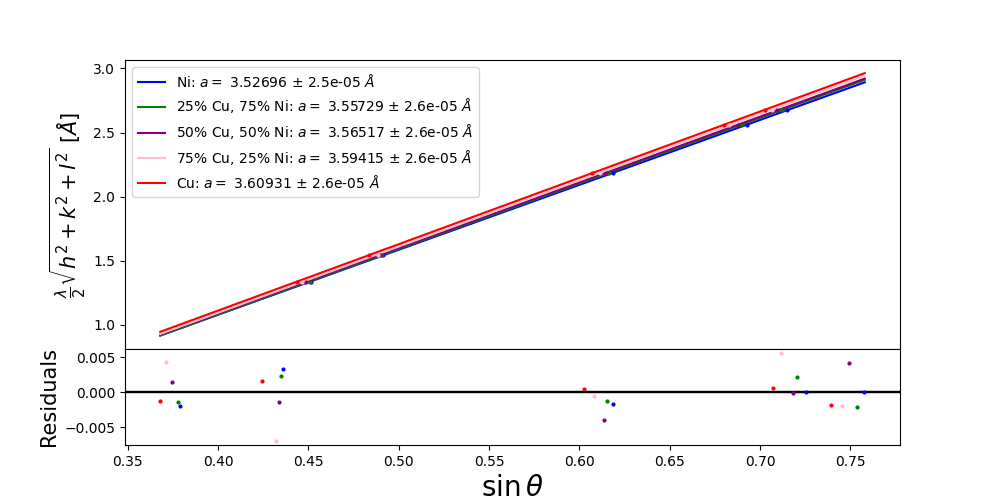 3.0
2.5
2.0
1.5
1.0
λ/2 √h² + k² + l² [Å]
Ni: a = 3.52696 ± 2.5e-05 Å
25% Cu, 75% Ni: a = 3.55729 ± 2.6e-05 Å
50% Cu, 50% Ni: a = 3.56517 ± 2.6e-05 Å
75% Cu, 25% Ni: a = 3.59415 ± 2.6e-05 Å
Cu: a = 3.60931 ± 2.6e-05 Å
0.005
0.000
−0.005
Residuals
0.35 0.40 0.45 0.50 0.55 0.60 0.65 0.70 0.75
sin θ